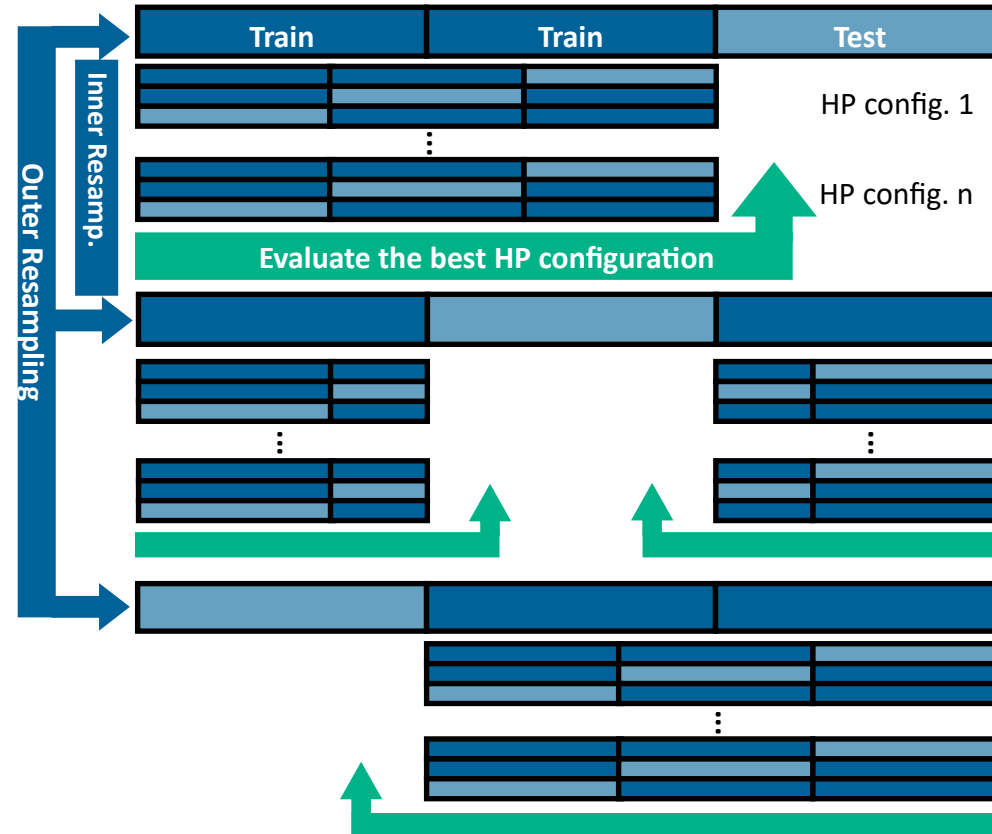 Train Train Test
Inner Resamp.
HP config. 1
Outer Resampling
HP config. n
Evaluate the best HP configuration